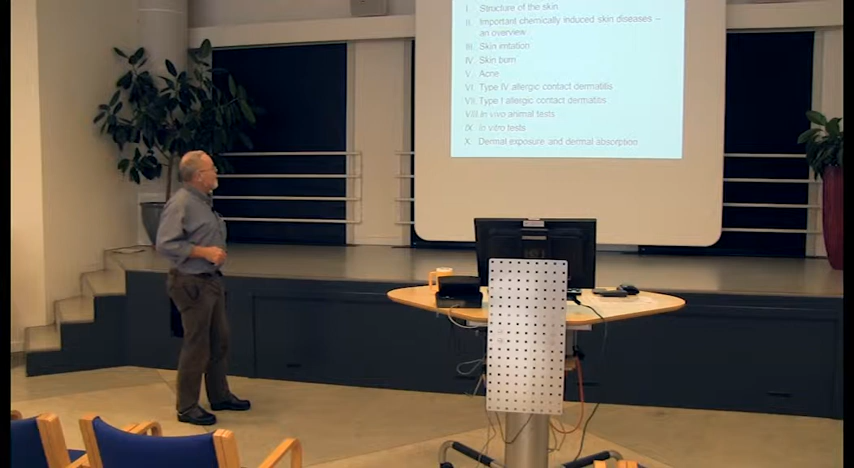 I. Structure of the skin
II. Important chemically induced skin diseases –
an overview
III. Skin irritation
IV. Skin burn
V. Acne
VI. Type IV allergic contact dermatitis
VII. Type I allergic contact dermatitis
VIII. in vivo animal tests
IX. In vitro tests
X. Dermal exposure and dermal absorption